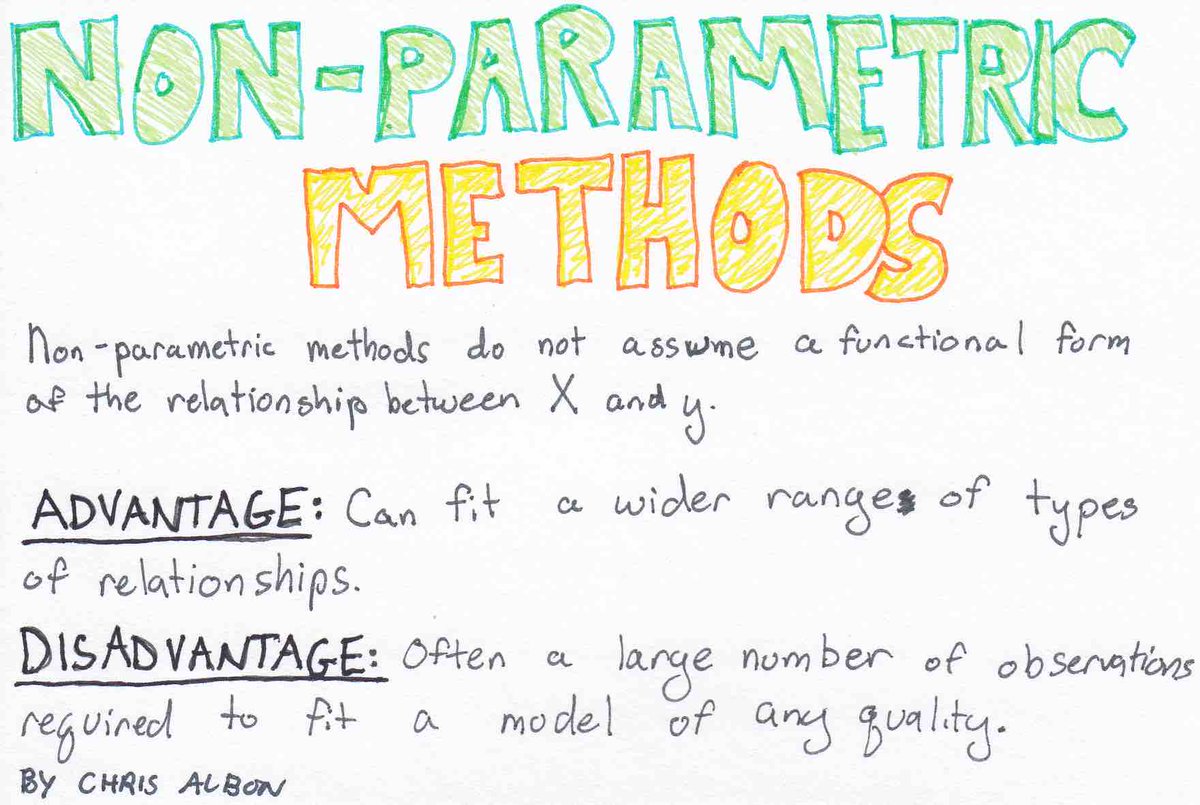 NON-PARAMETRIC
METHODS
Non-parametric methods do not assume a functional form
of the relationship between X and y.
ADVANTAGE: Can fit a wider range of types
of relationships.
DISADVANTAGE: Often a large number of observations
required to fit a model of any quality.
BY CHRIS ALBON